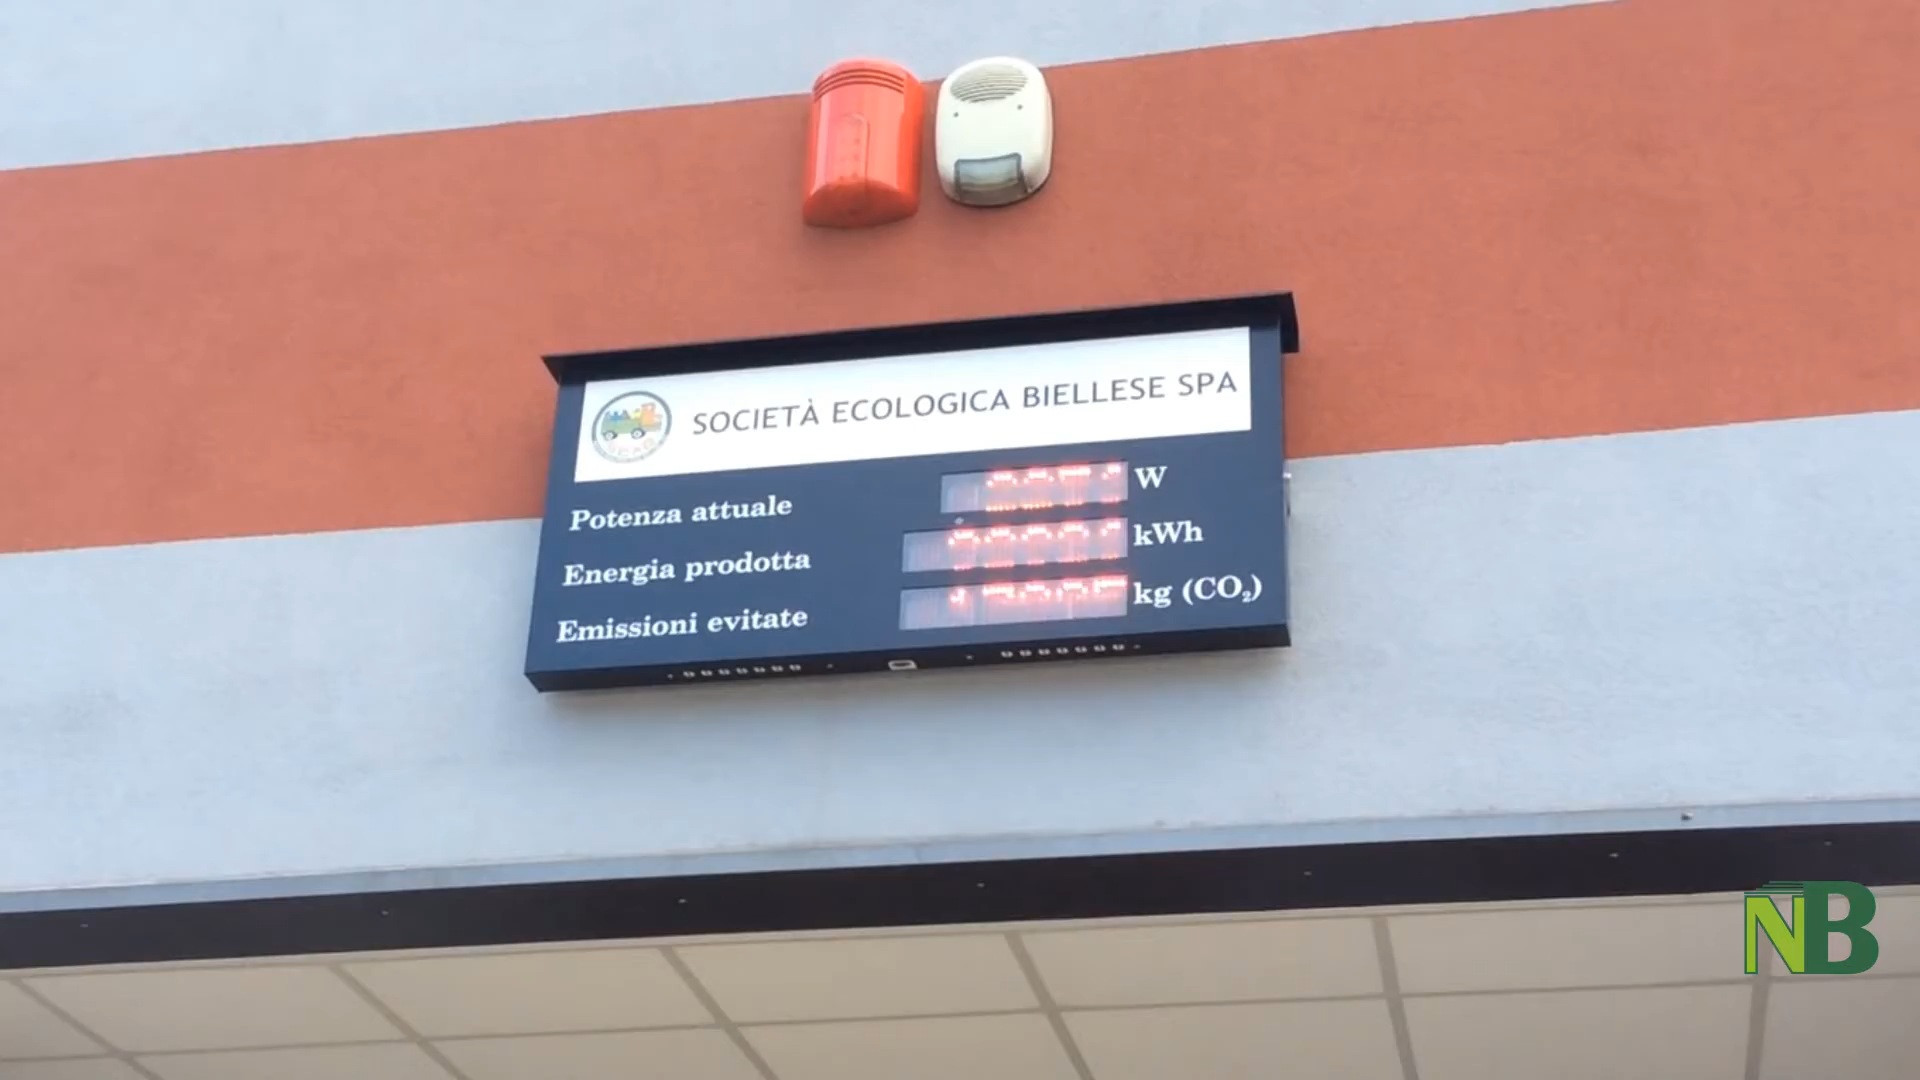 SOCIETÀ ECOLOGICA BIELLESE SPA
Potenza attuale W
Energia prodotta kWh
Emissioni evitate kg (CO₂)
NB